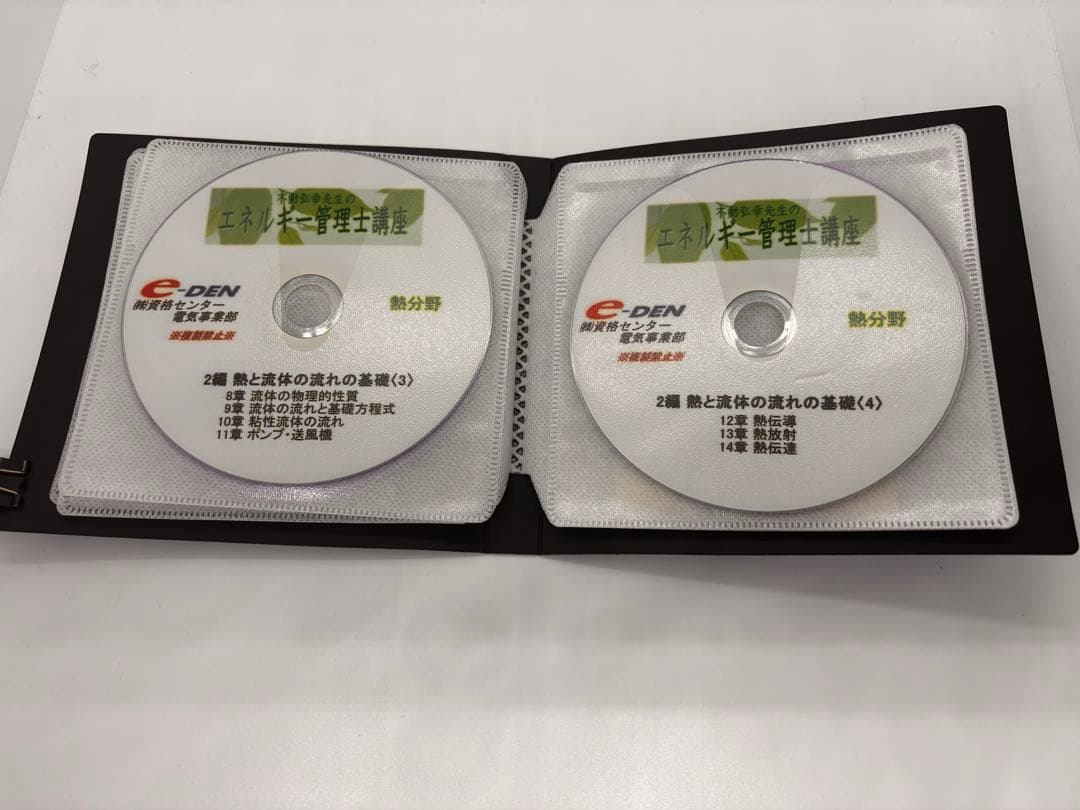 不動弘幸先生の
エネルギー管理士講座
e-DEN
㈱資格センター
電気事業部
※複製禁止※
熱分野
2編 熱と流体の流れの基礎〈3〉
8章 流体の物理的性質
9章 流体の流れと基礎方程式
10章 粘性流体の流れ
11章 ポンプ・送風機
不動弘幸先生の
エネルギー管理士講座
e-DEN
㈱資格センター
電気事業部
※複製禁止※
熱分野
2編 熱と流体の流れの基礎〈4〉
12章 熱伝導
13章 熱放射
14章 熱伝達